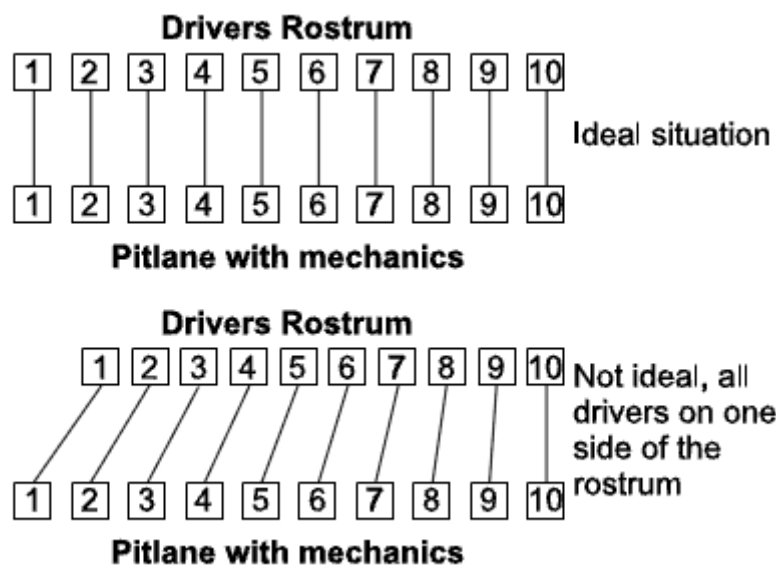 Drivers Rostrum
1 2 3 4 5 6 7 8 9 10
Ideal situation
1 2 3 4 5 6 7 8 9 10
Pitlane with mechanics
Drivers Rostrum
1 2 3 4 5 6 7 8 9 10
Not ideal, all
drivers on one
side of the
rostrum
1 2 3 4 5 6 7 8 9 10
Pitlane with mechanics